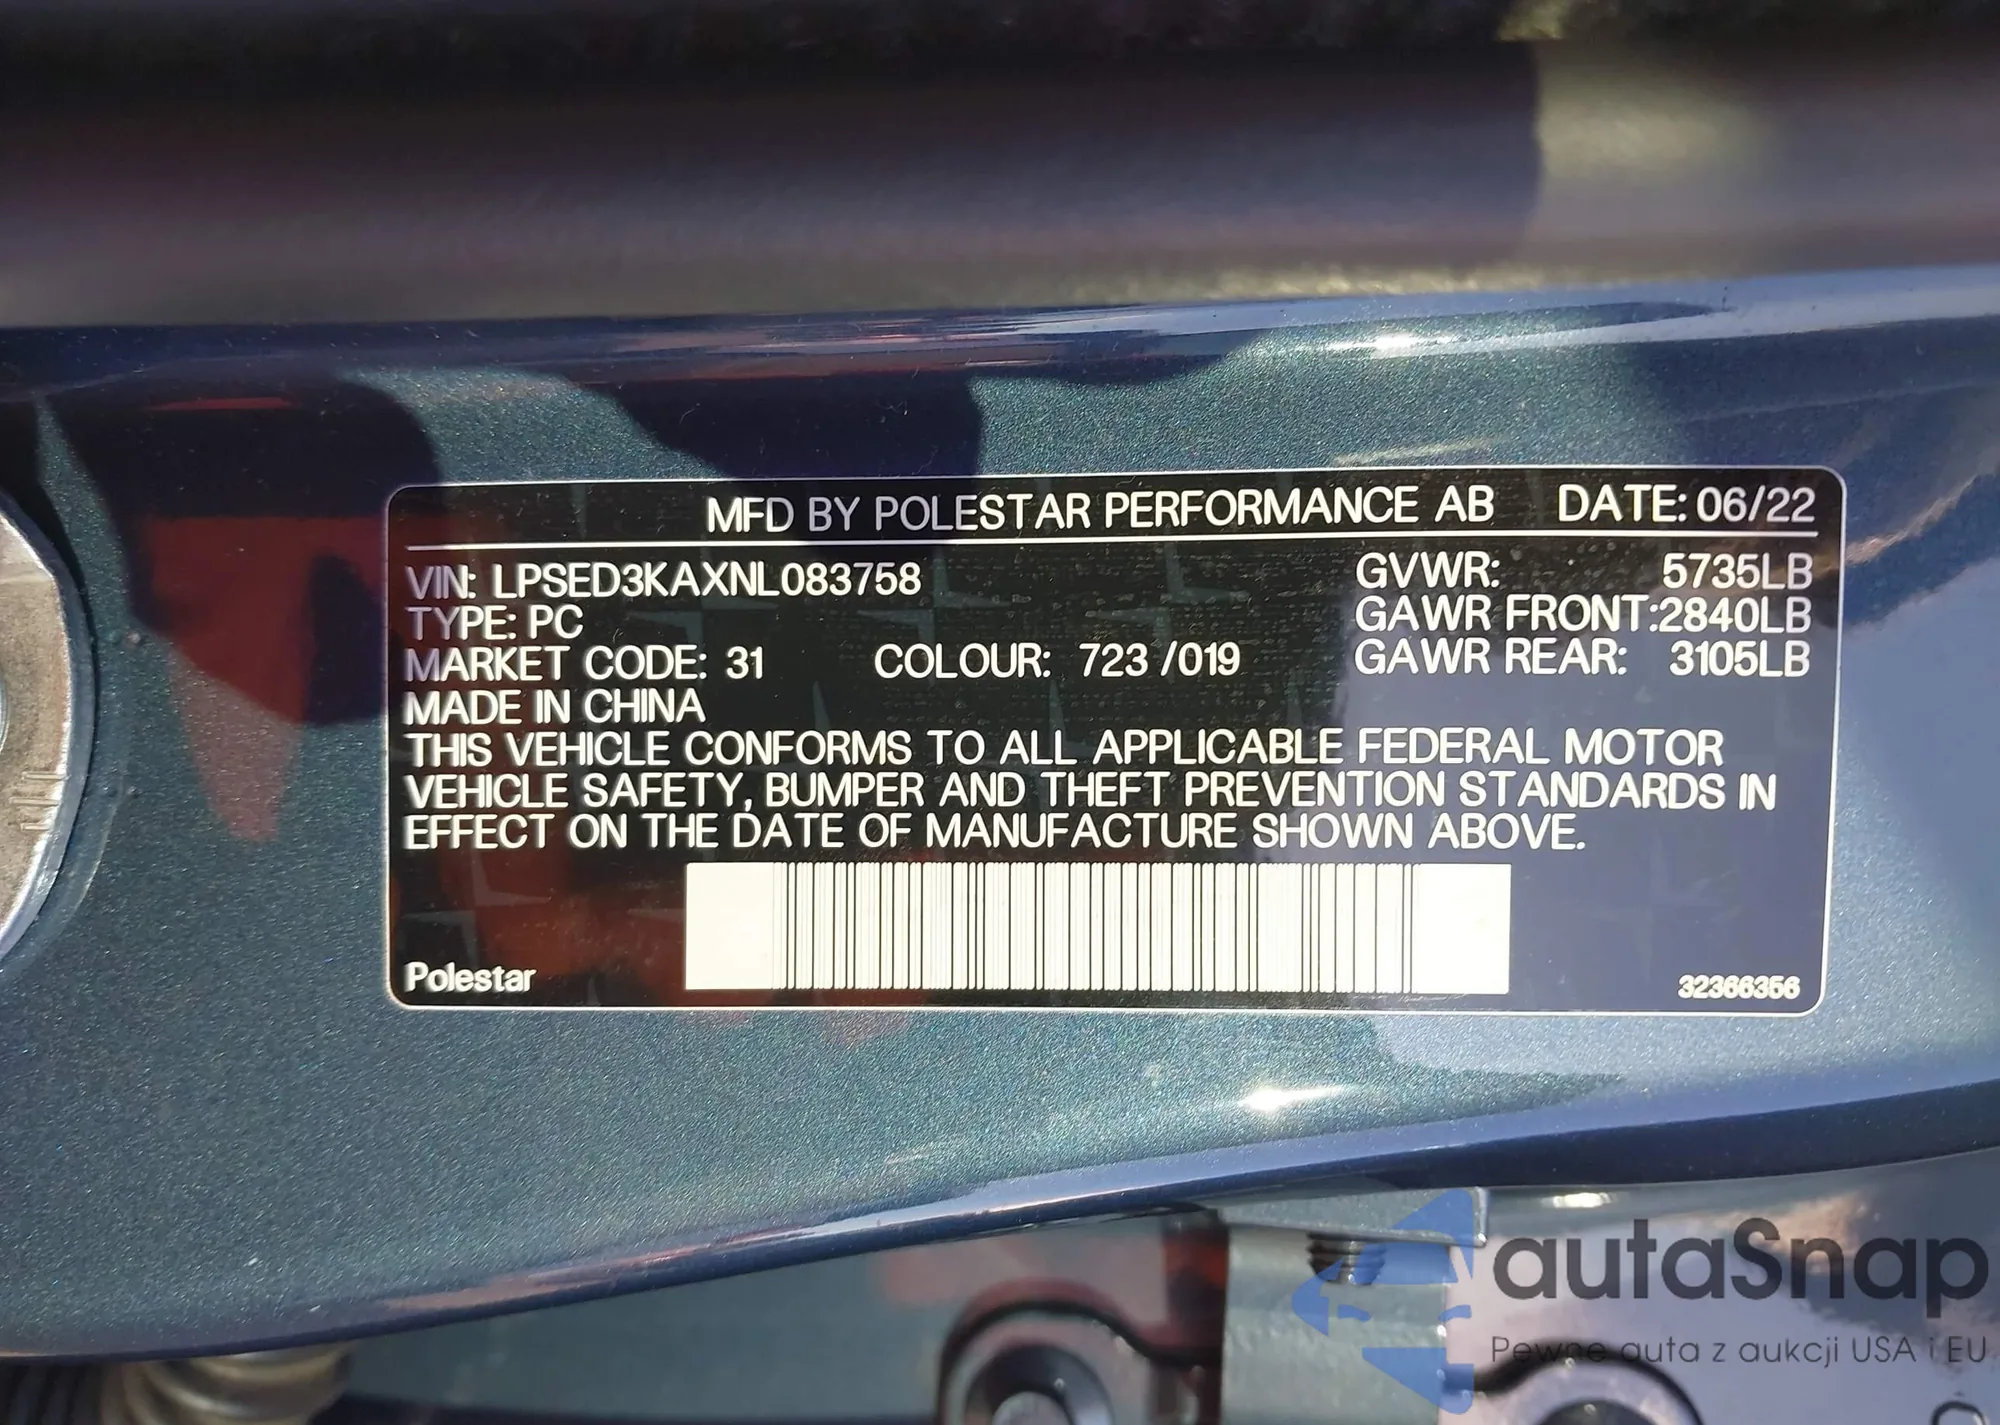 MFD BY POLESTAR PERFORMANCE AB DATE: 06/22
VIN: LPSED3KAXNL083758 GVWR: 5735LB
TYPE: PC GAWR FRONT:2840LB
MARKET CODE: 31 COLOUR: 723 /019 GAWR REAR: 3105LB
MADE IN CHINA
THIS VEHICLE CONFORMS TO ALL APPLICABLE FEDERAL MOTOR
VEHICLE SAFETY, BUMPER AND THEFT PREVENTION STANDARDS IN
EFFECT ON THE DATE OF MANUFACTURE SHOWN ABOVE.
Polestar 32366356
autaSnap
Pewne auta z aukcji USA i EU